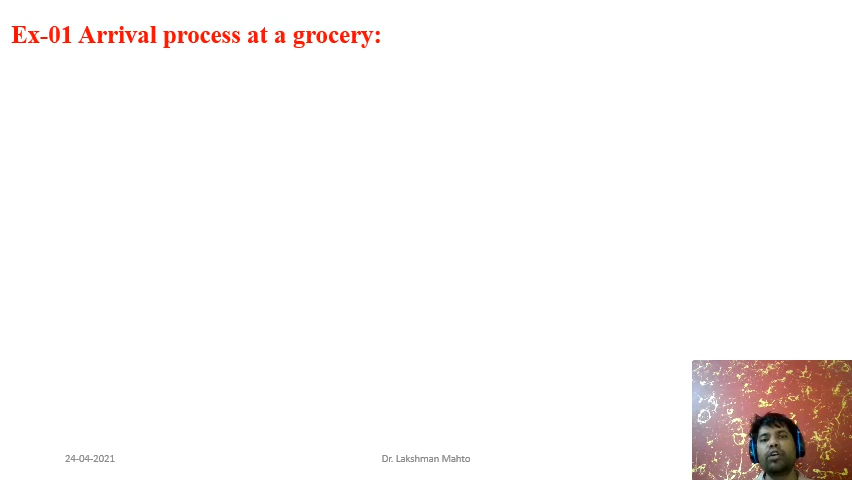 Ex-01 Arrival process at a grocery:
24-04-2021
Dr. Lakshman Mahto